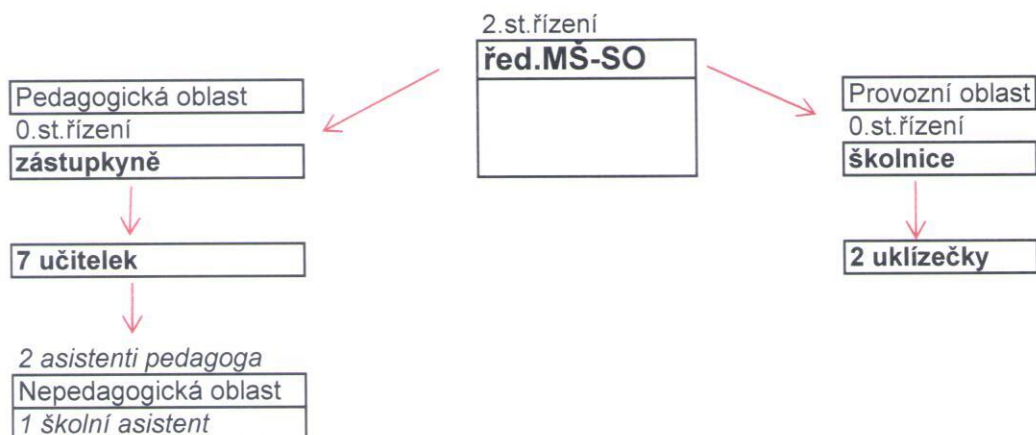 2.st.řízení
řed.MŠ-SO
Pedagogická oblast
0.st.řízení
zástupkyně
7 učitelek
2 asistenti pedagoga
Nepedagogická oblast
1 školní asistent
Provozní oblast
0.st.řízení
školnice
2 uklízečky